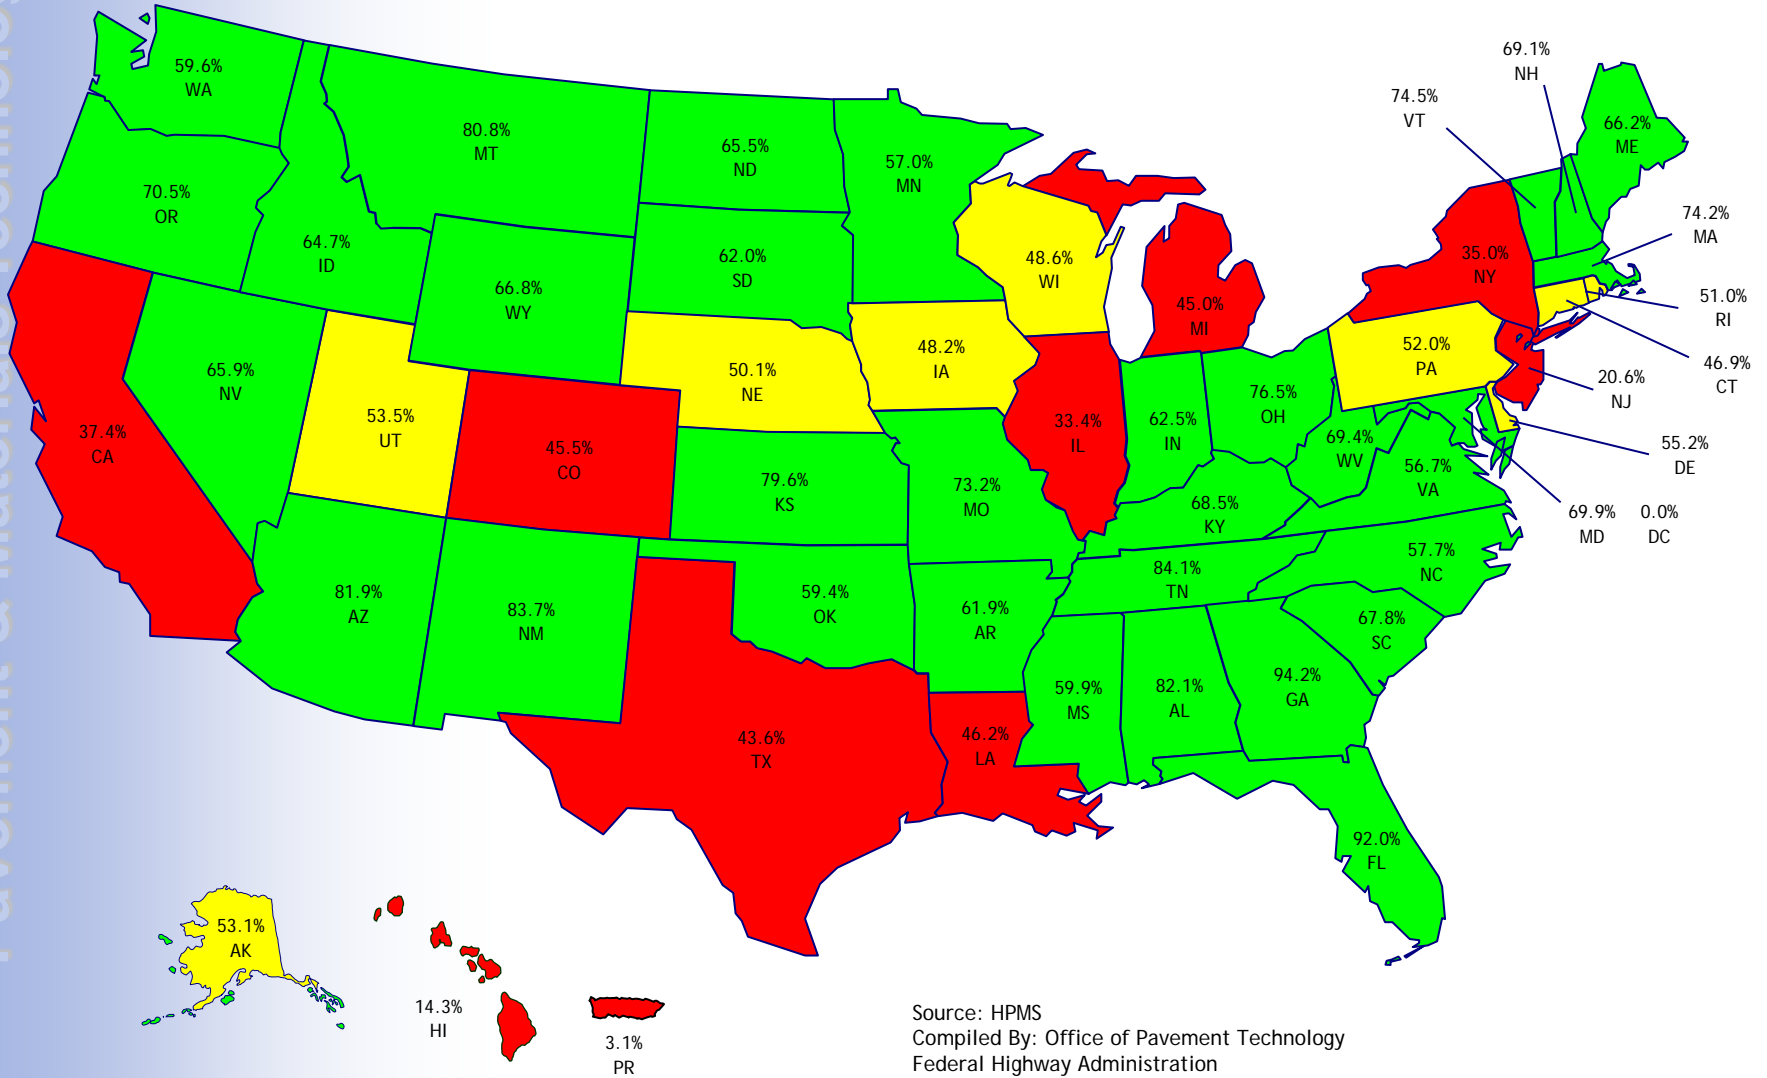 59.6%
WA
80.8%
MT
65.5%
ND
57.0%
MN
69.1%
NH
74.5%
VT
66.2%
ME
70.5%
OR
64.7%
ID
66.8%
WY
62.0%
SD
48.6%
WI
45.0%
MI
35.0%
NY
74.2%
MA
51.0%
RI
46.9%
CT
20.6%
NJ
52.0%
PA
55.2%
DE
69.9%
MD
0.0%
DC
37.4%
CA
65.9%
NV
53.5%
UT
45.5%
CO
50.1%
NE
48.2%
IA
33.4%
IL
62.5%
IN
76.5%
OH
69.4%
WV
56.7%
VA
79.6%
KS
73.2%
MO
68.5%
KY
57.7%
NC
84.1%
TN
81.9%
AZ
83.7%
NM
59.4%
OK
61.9%
AR
67.8%
SC
59.9%
MS
82.1%
AL
94.2%
GA
43.6%
TX
46.2%
LA
92.0%
FL
53.1%
AK
14.3%
HI
3.1%
PR
Source: HPMS
Compiled By: Office of Pavement Technology
Federal Highway Administration